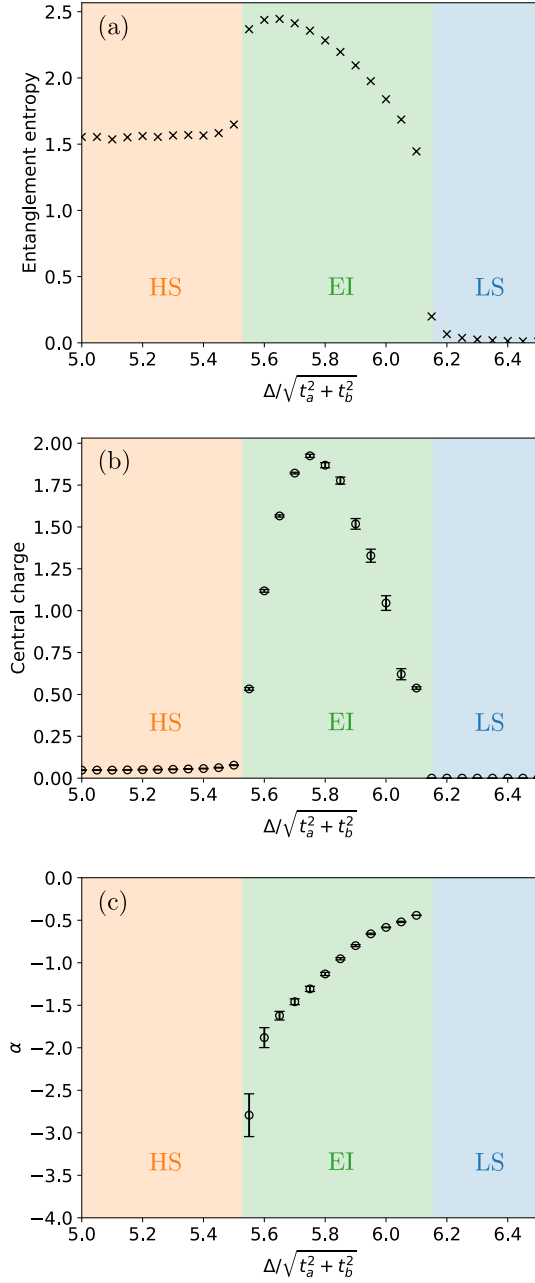 (a)
Entanglement entropy
2.5
2.0
1.5
1.0
0.5
0.0
HS EI LS
5.0 5.2 5.4 5.6 5.8 6.0 6.2 6.4
Δ/√t_a^2 + t_b^2
(b)
Central charge
2.00
1.75
1.50
1.25
1.00
0.75
0.50
0.25
0.00
HS EI LS
5.0 5.2 5.4 5.6 5.8 6.0 6.2 6.4
Δ/√t_a^2 + t_b^2
(c)
α
0.0
−0.5
−1.0
−1.5
−2.0
−2.5
−3.0
−3.5
−4.0
HS EI LS
5.0 5.2 5.4 5.6 5.8 6.0 6.2 6.4
Δ/√t_a^2 + t_b^2